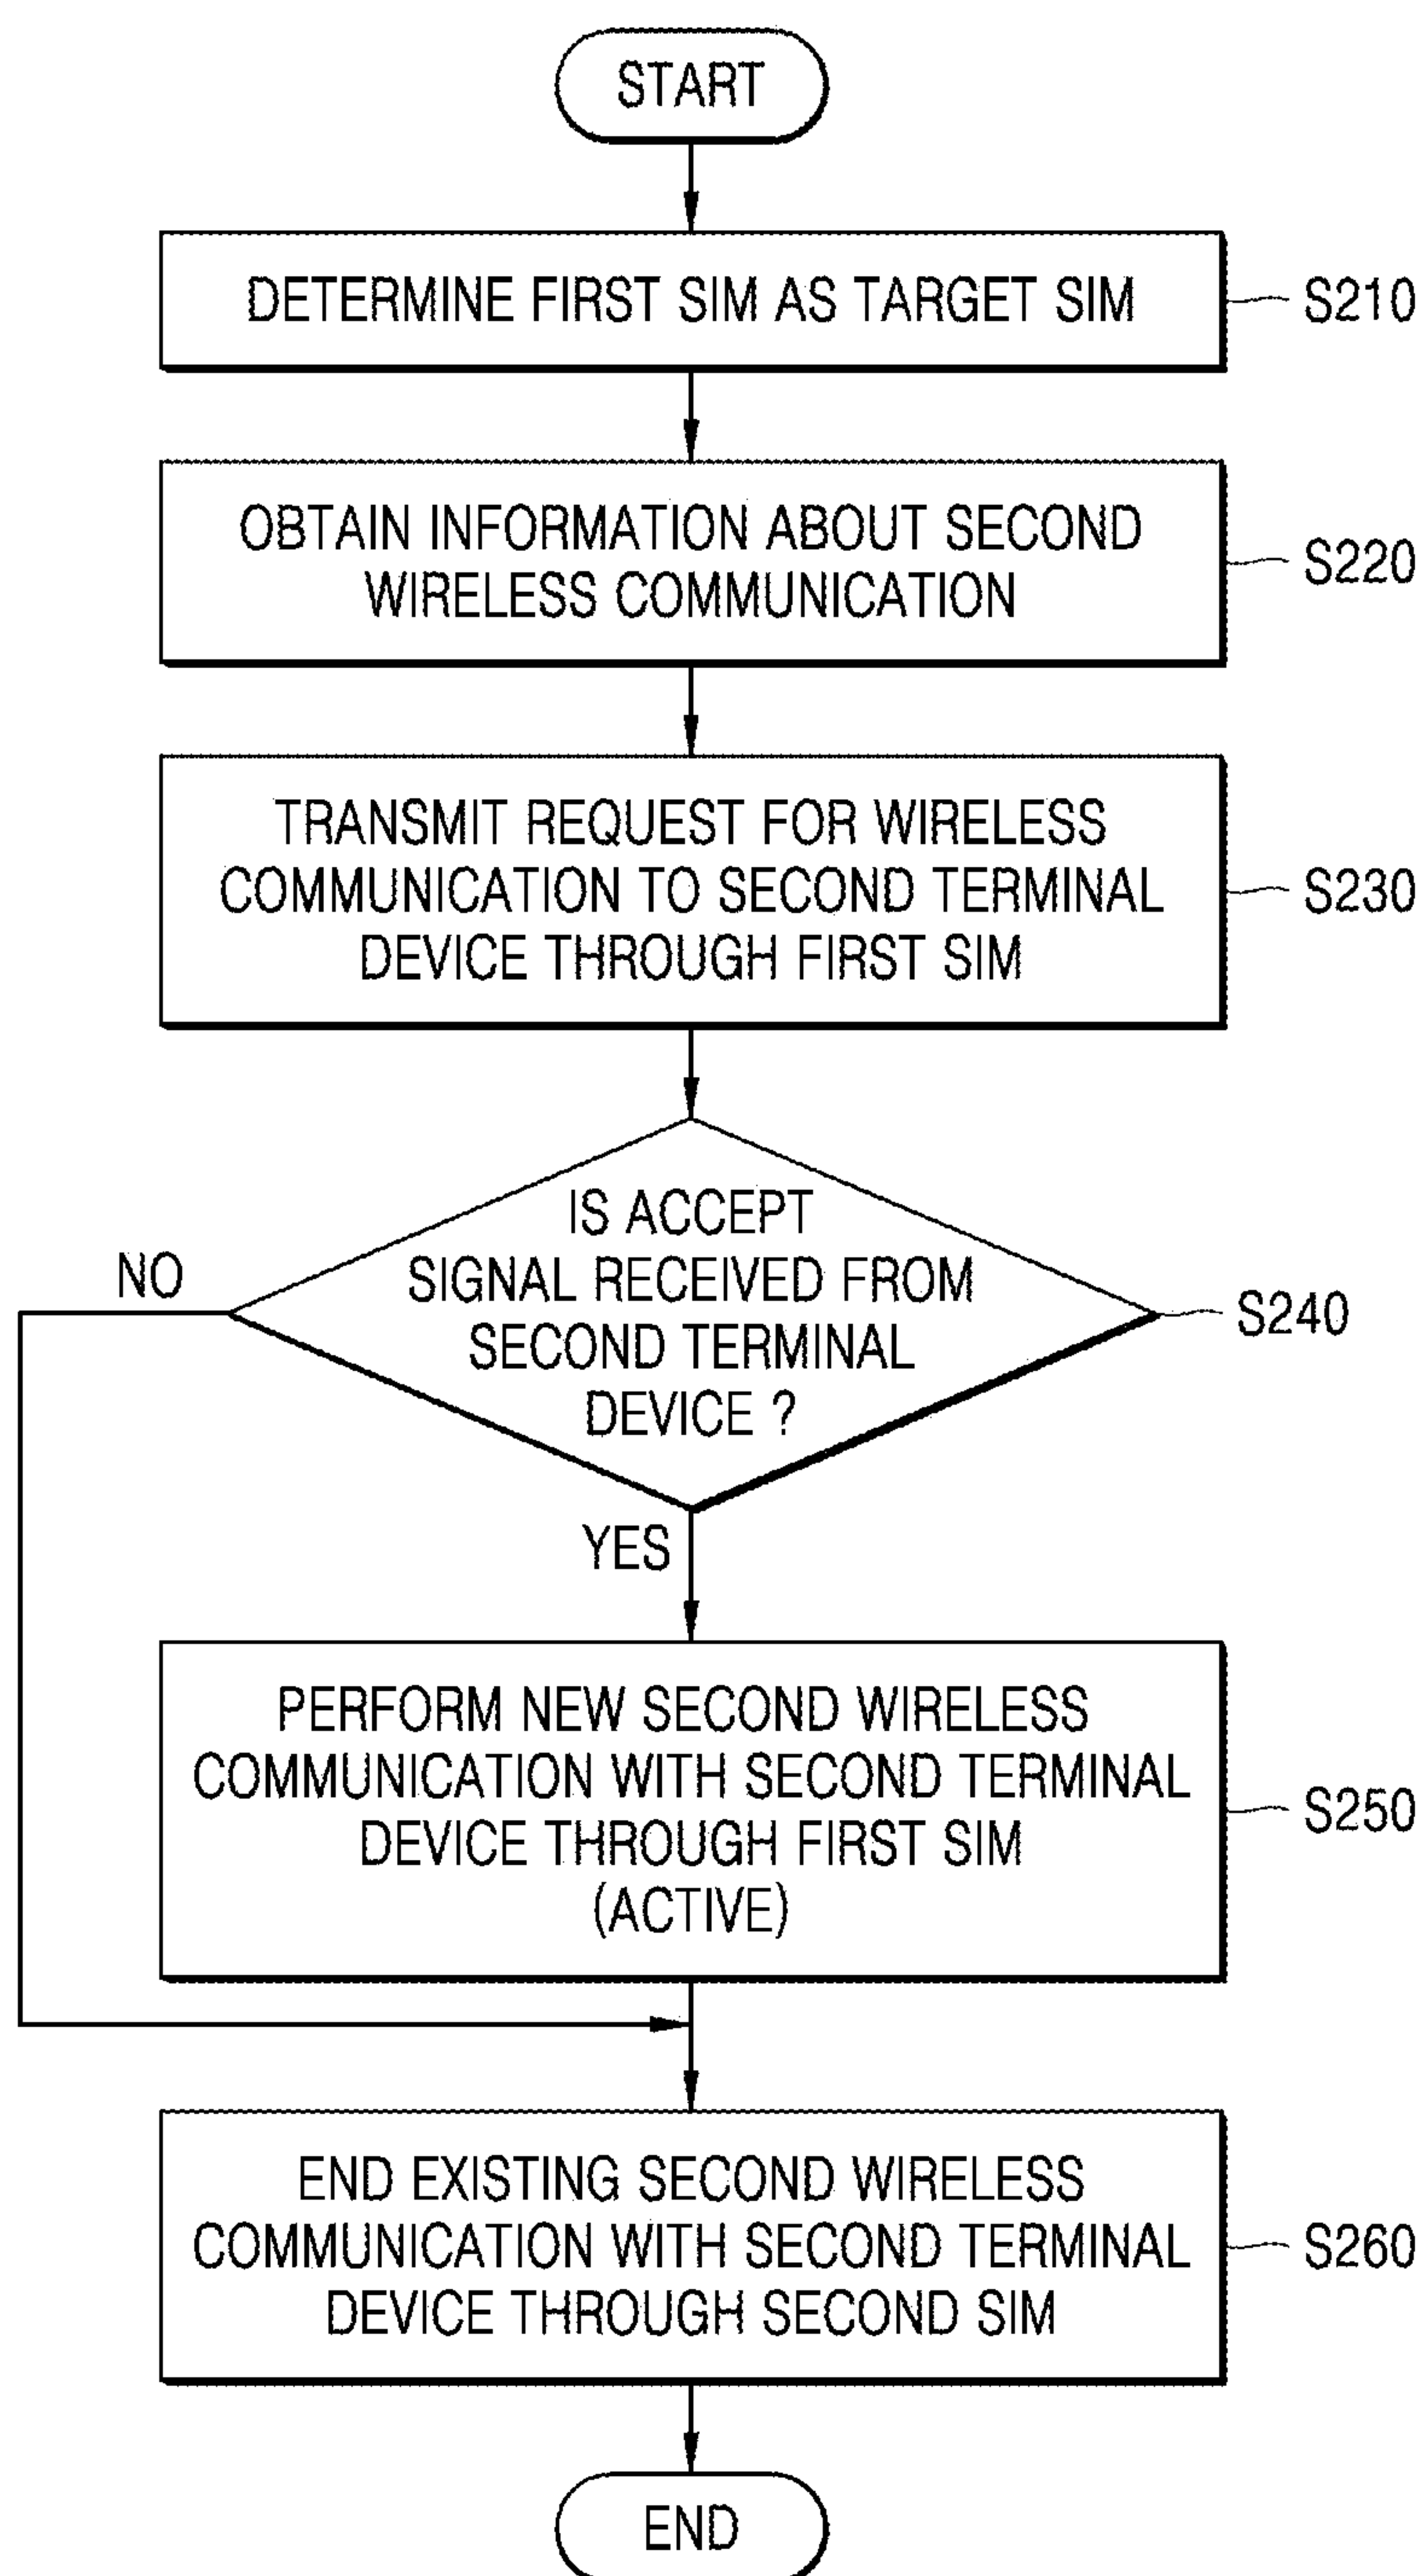 START
DETERMINE FIRST SIM AS TARGET SIM
S210
OBTAIN INFORMATION ABOUT SECOND
WIRELESS COMMUNICATION
S220
TRANSMIT REQUEST FOR WIRELESS
COMMUNICATION TO SECOND TERMINAL
DEVICE THROUGH FIRST SIM
S230
IS ACCEPT
SIGNAL RECEIVED FROM
SECOND TERMINAL
DEVICE ?
S240
NO
YES
PERFORM NEW SECOND WIRELESS
COMMUNICATION WITH SECOND TERMINAL
DEVICE THROUGH FIRST SIM
(ACTIVE)
S250
END EXISTING SECOND WIRELESS
COMMUNICATION WITH SECOND TERMINAL
DEVICE THROUGH SECOND SIM
S260
END